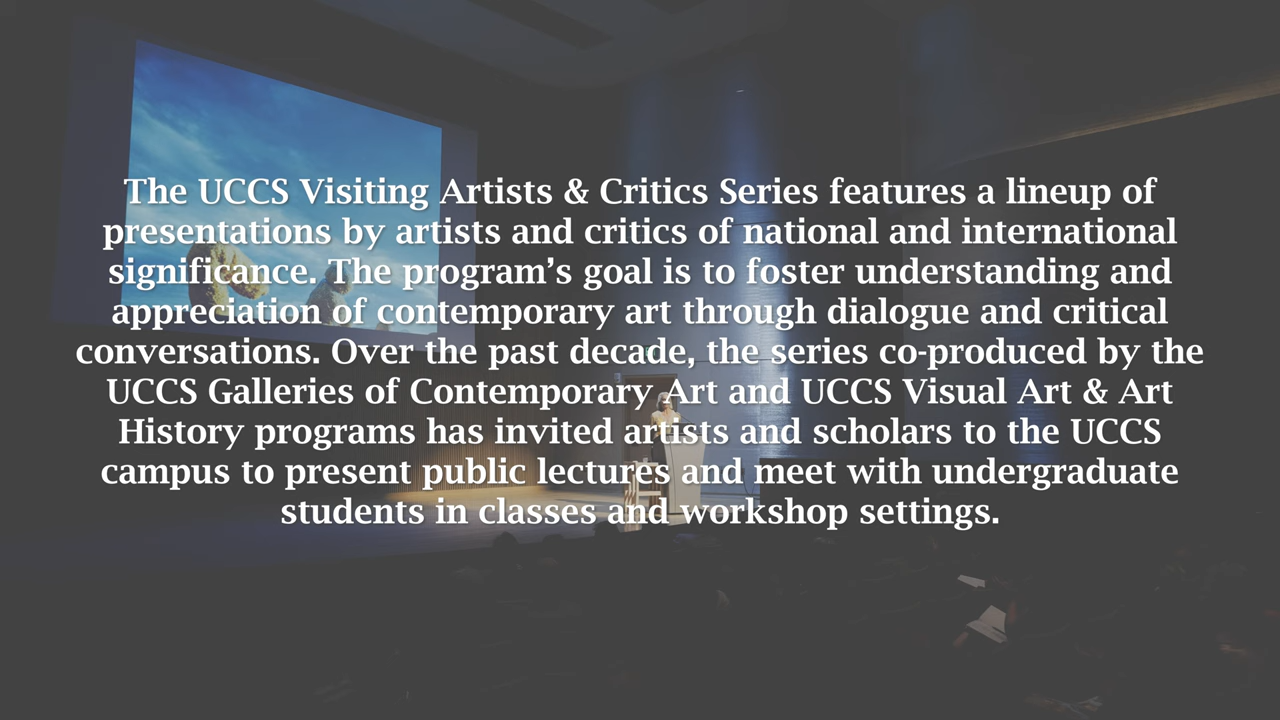 The UCCS Visiting Artists & Critics Series features a lineup of
presentations by artists and critics of national and international
significance. The program’s goal is to foster understanding and
appreciation of contemporary art through dialogue and critical
conversations. Over the past decade, the series co-produced by the
UCCS Galleries of Contemporary Art and UCCS Visual Art & Art
History programs has invited artists and scholars to the UCCS
campus to present public lectures and meet with undergraduate
students in classes and workshop settings.